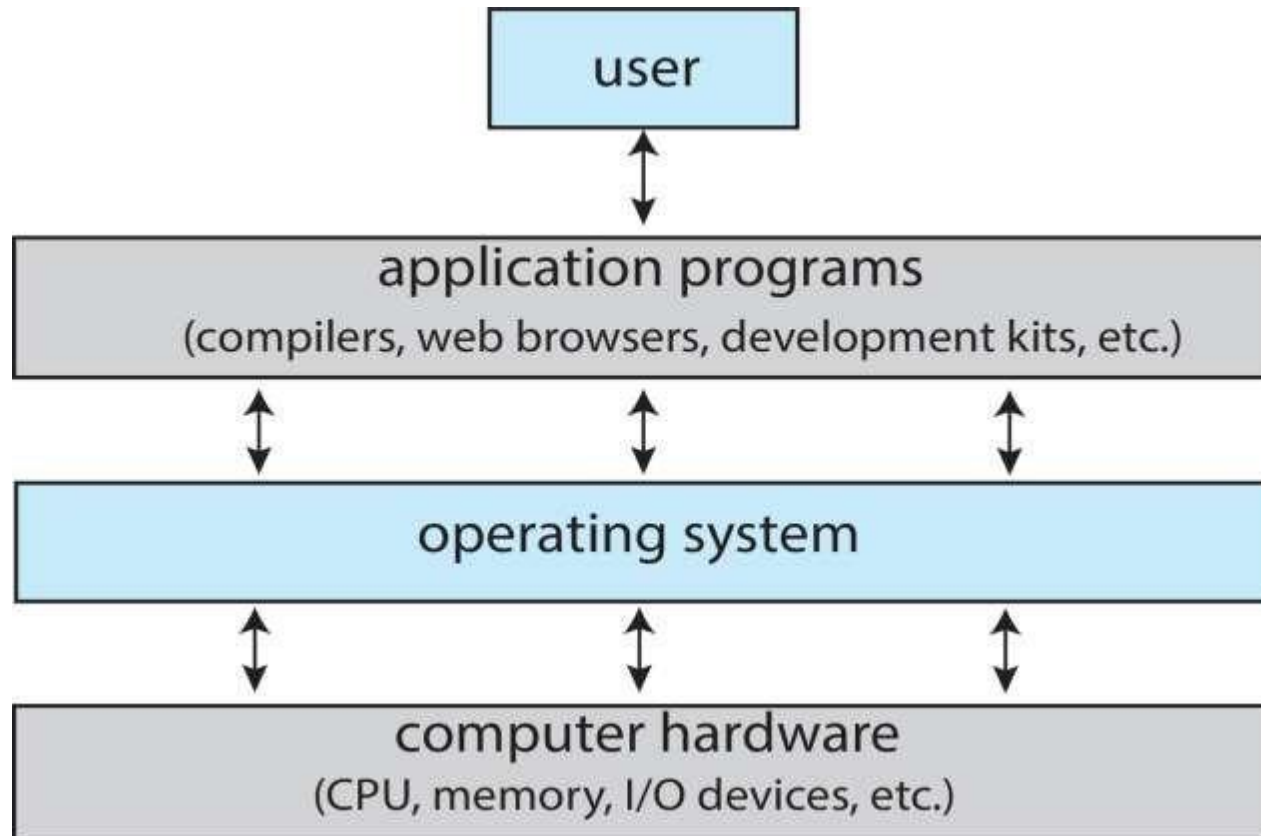 user
application programs
(compilers, web browsers, development kits, etc.)
operating system
computer hardware
(CPU, memory, I/O devices, etc.)